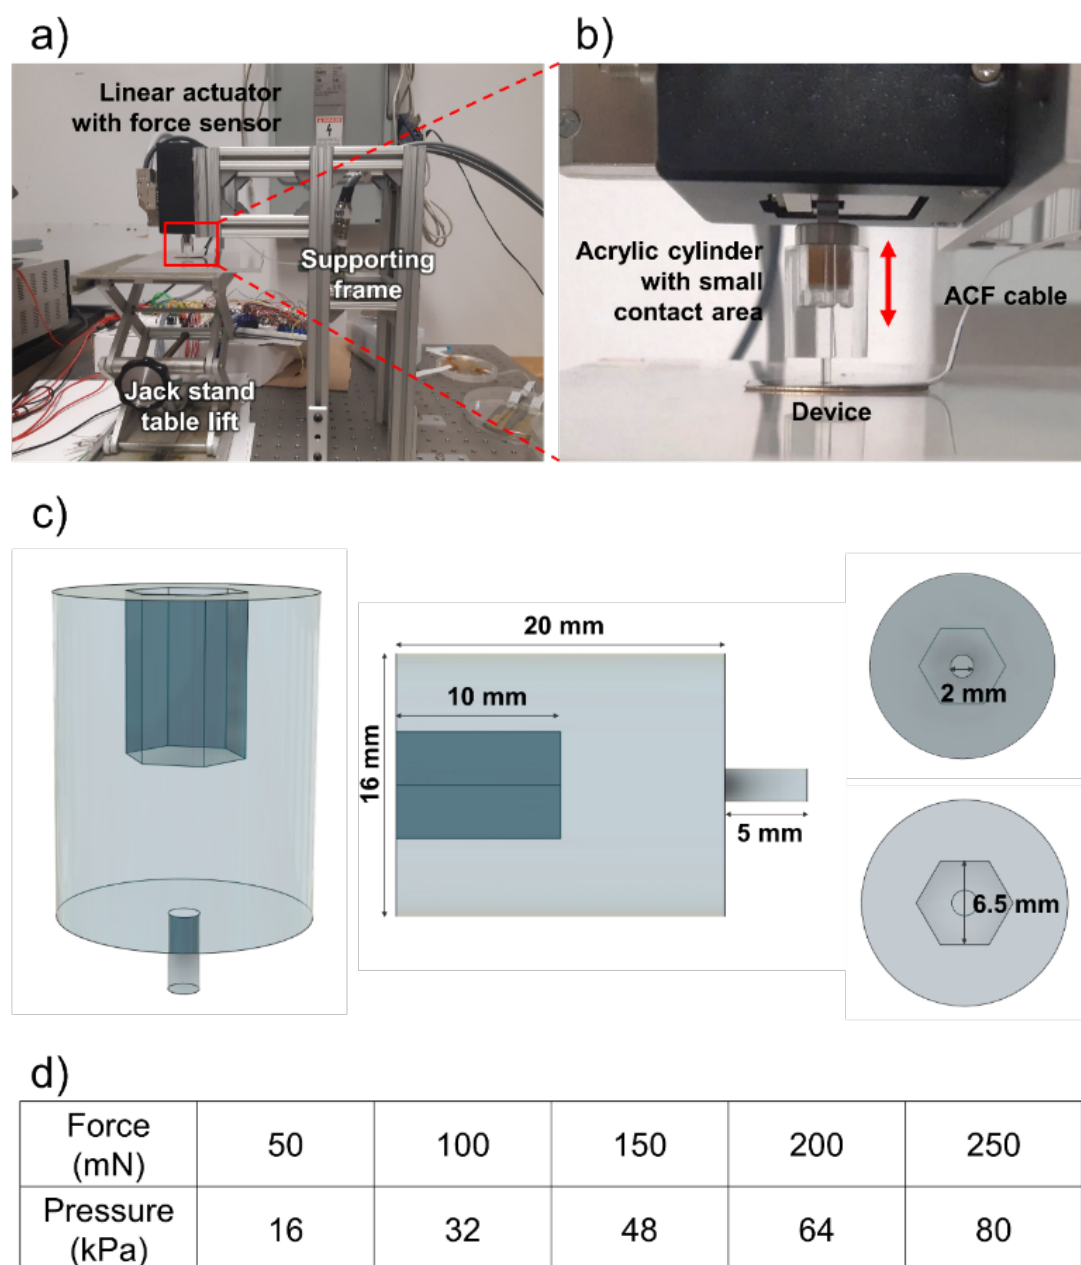 a)
b)
Linear actuator
with force sensor
Supporting
frame
Jack stand
table lift
Acrylic cylinder
with small
contact area
ACF cable
Device
c)
20 mm
10 mm
16 mm
5 mm
2 mm
6.5 mm
d)
Force
(mN)
50
100
150
200
250
Pressure
(kPa)
16
32
48
64
80